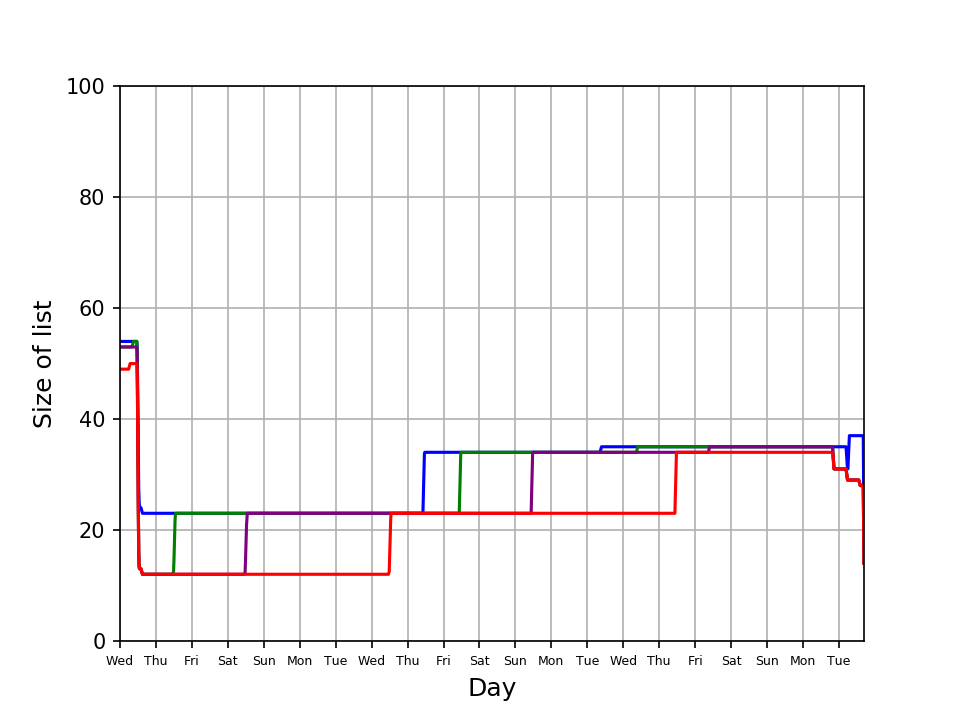 100
80
60
40
20
0
Size of list
Wed Thu Fri Sat Sun Mon Tue Wed Thu Fri Sat Sun Mon Tue Wed Thu Fri Sat Sun Mon Tue
Day